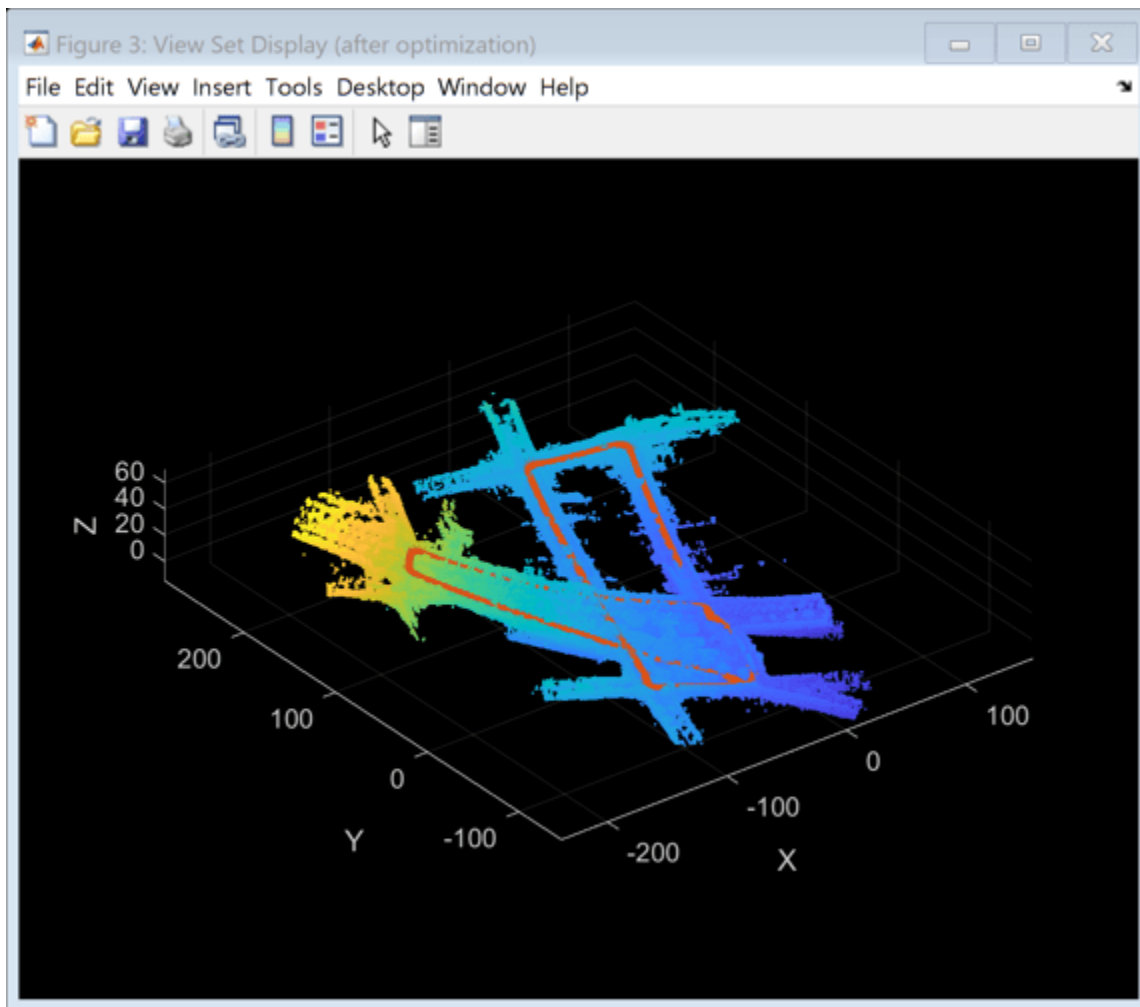 Figure 3: View Set Display (after optimization)
File Edit View Insert Tools Desktop Window Help
60
40
20
0
Z
200
100
0
-100
Y
100
0
-100
-200
X